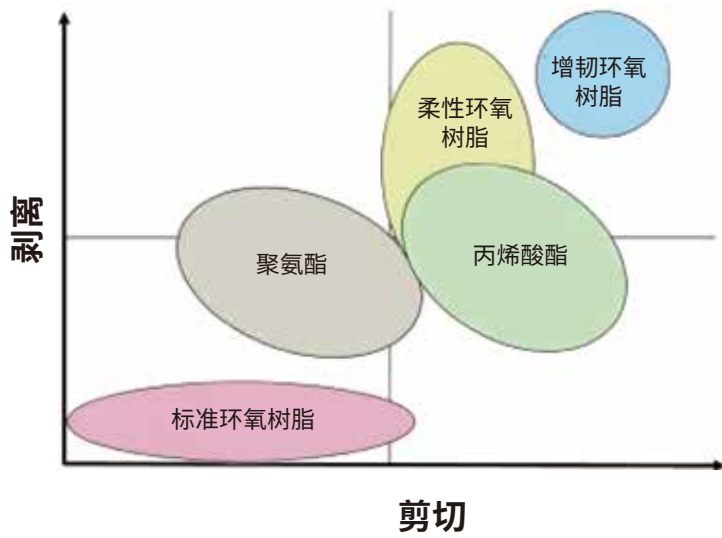 增韧环氧
树脂
柔性环氧
树脂
聚氨酯
丙烯酸酯
标准环氧树脂
剥离
剪切